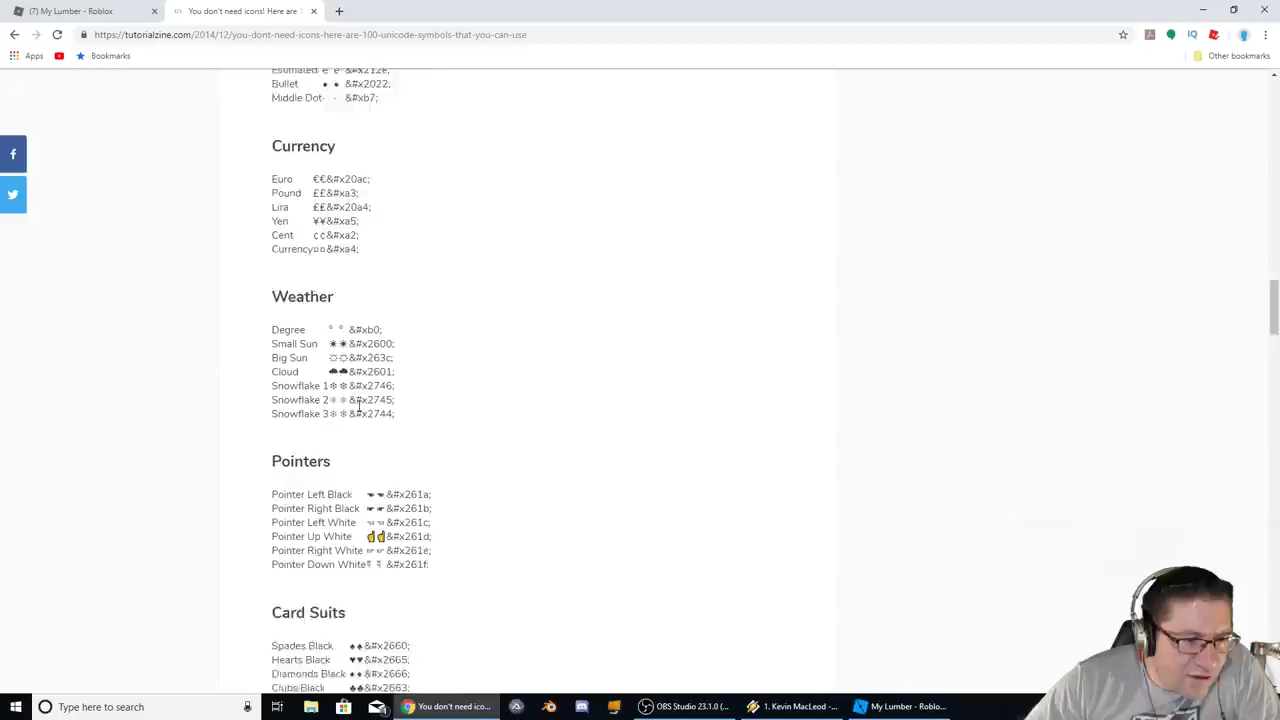 (7) My Lumber - Roblox
You don't need icons! Here are
https://tutorialzine.com/2014/12/you-dont-need-icons-here-are-100-unicode-symbols-that-you-can-use
Apps
Bookmarks
Other bookmarks
Estimated ℮ ℮ &#x212e;
Bullet • • &#x2022;
Middle Dot · · &#xb7;
Currency
Euro €€&#x20ac;
Pound ££&#xa3;
Lira ₤₤&#x20a4;
Yen ¥¥&#xa5;
Cent ¢¢&#xa2;
Currency¤¤&#xa4;
Weather
Degree ° ° &#xb0;
Small Sun ☀☀&#x2600;
Big Sun ☼☼&#x263c;
Cloud ☁☁&#x2601;
Snowflake 1❆❆&#x2746;
Snowflake 2❅❅&#x2745;
Snowflake 3❄❄&#x2744;
Pointers
Pointer Left Black ☚☚&#x261a;
Pointer Right Black ☛☛&#x261b;
Pointer Left White ☜☜&#x261c;
Pointer Up White ☝☝&#x261d;
Pointer Right White ☞☞&#x261e;
Pointer Down White☟☟&#x261f;
Card Suits
Spades Black ♠♠&#x2660;
Hearts Black ♥♥&#x2665;
Diamonds Black ♦♦&#x2666;
Clubs Black ♣♣&#x2663;
Type here to search
You don't need ico...
OBS Studio 23.1.0 (...
1. Kevin MacLeod -...
My Lumber - Roblo...